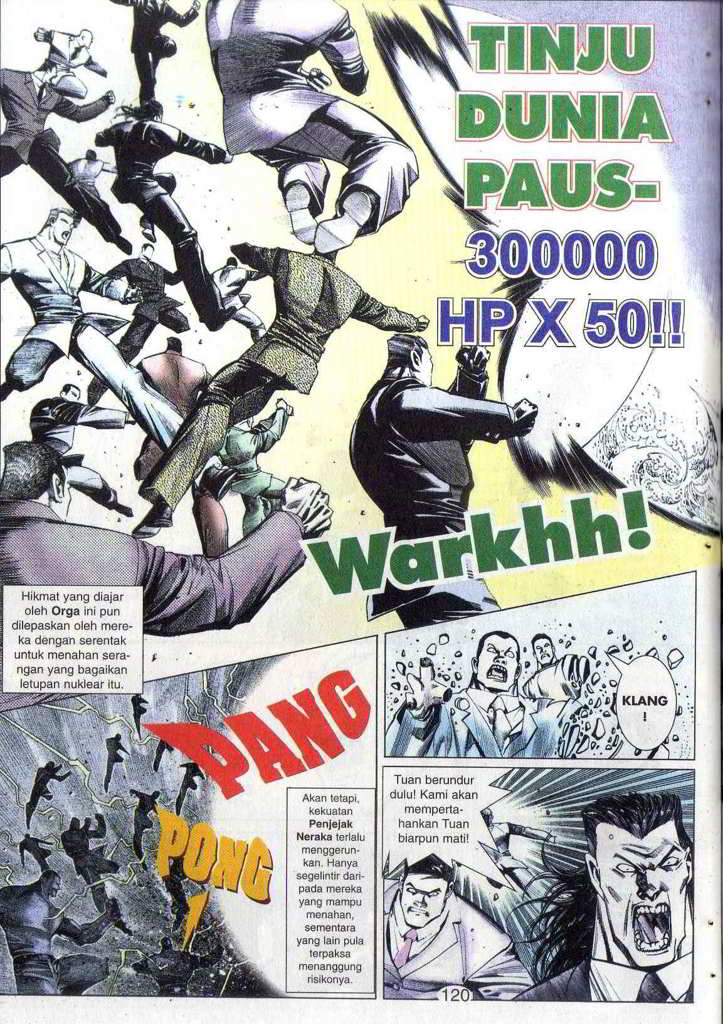 TINJU
DUNIA
PAUS-
300000
HP X 50!!
Warkhh!
Hikmat yang diajar
oleh Orga ini pun
dilepaskan oleh mere-
ka dengan serentak
untuk menahan sera-
ngan yang bagaikan
letupan nuklear itu.
KLANG
!
PANG
PONG
!
Akan tetapi,
kekuatan
Penjejak
Neraka terlalu
menggerun-
kan. Hanya
segelintir dari-
pada mereka
yang mampu
menahan,
sementara
yang lain pula
terpaksa
menanggung
risikonya.
Tuan berundur
dulu! Kami
akan
memperta-
hankan Tuan
biarpun mati!
120